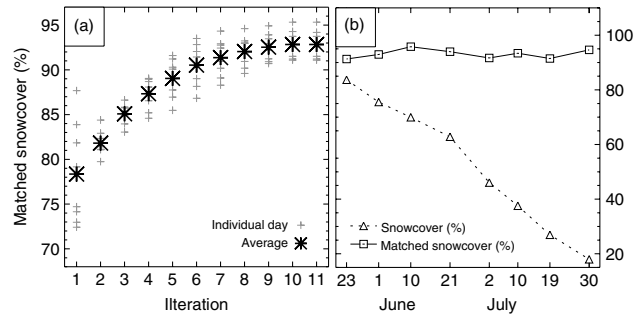 (a)
Matched snowcover (%)
95
90
85
80
75
70
Individual day
Average
1 2 3 4 5 6 7 8 9 10 11
IIteration
(b)
100
80
60
40
20
Snowcover (%)
Matched snowcover (%)
23 1 10 21 2 10 19 30
June July